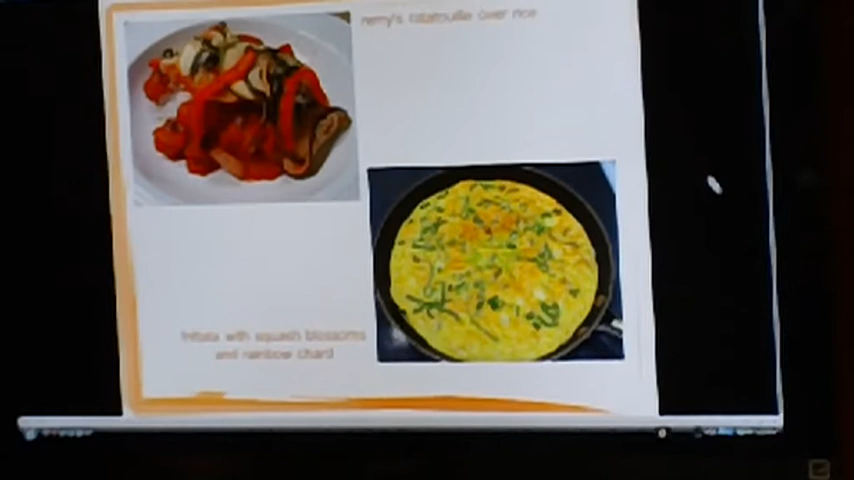 remy's ratatouille over rice
frittata with squash blossoms
and rainbow chard